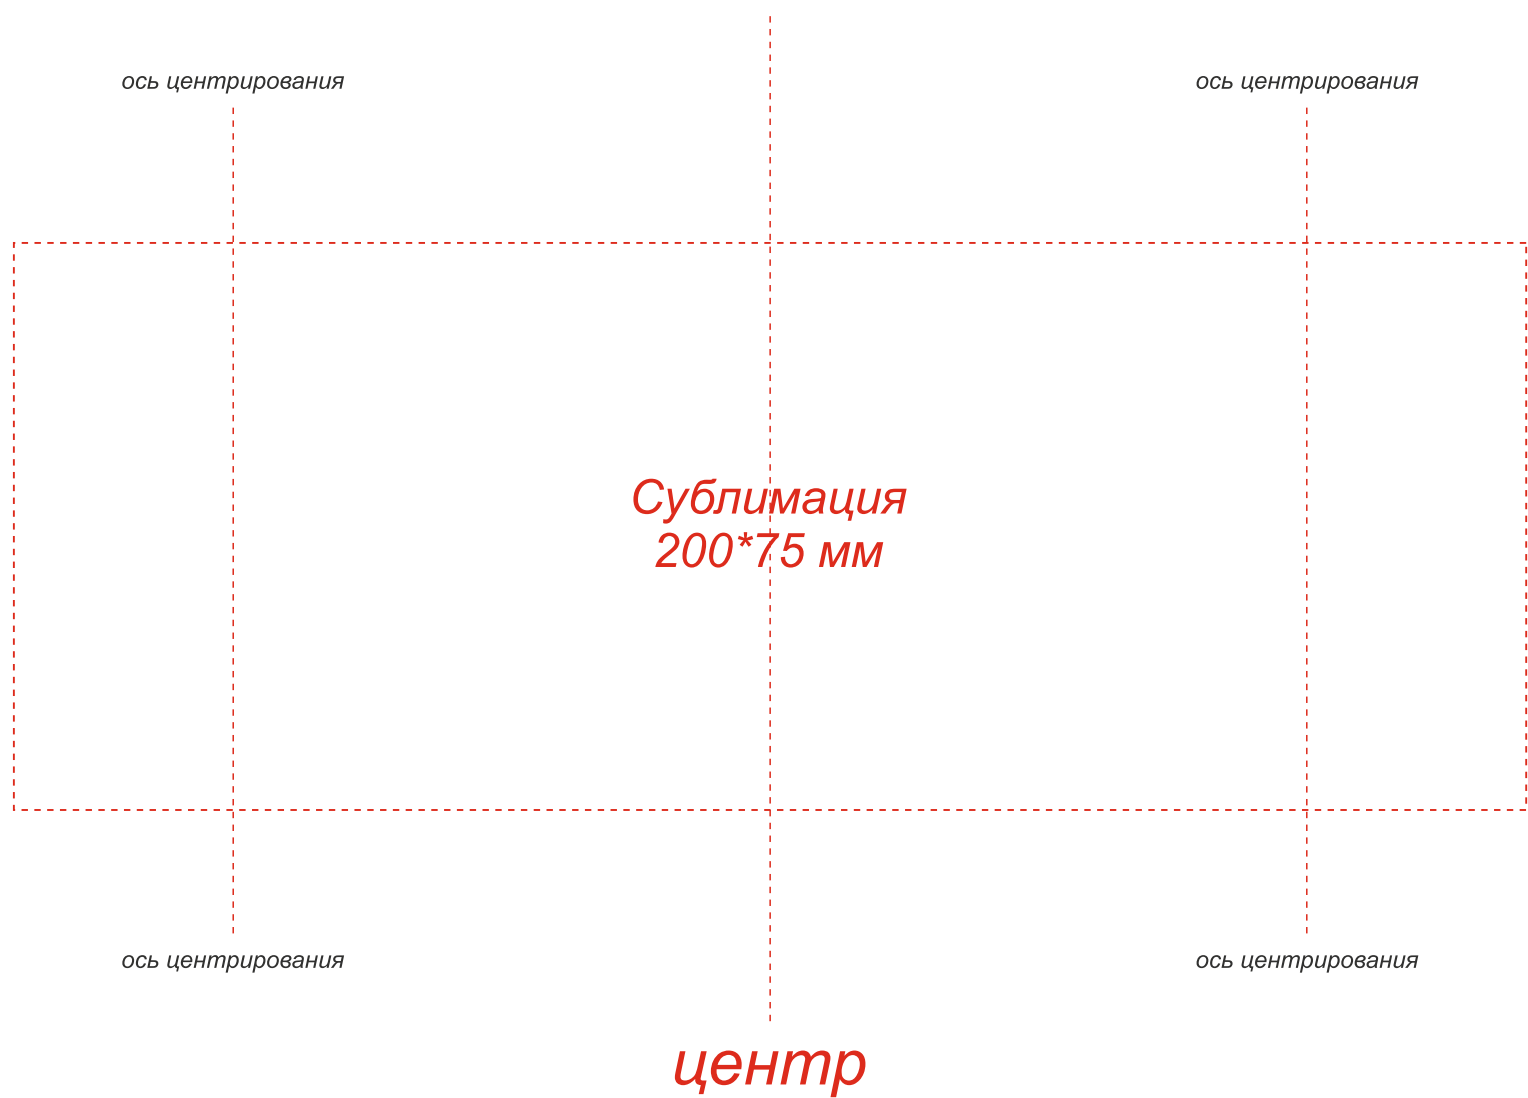 ось центрирования
ось центрирования
Сублимация
200*75 мм
ось центрирования
ось центрирования
центр